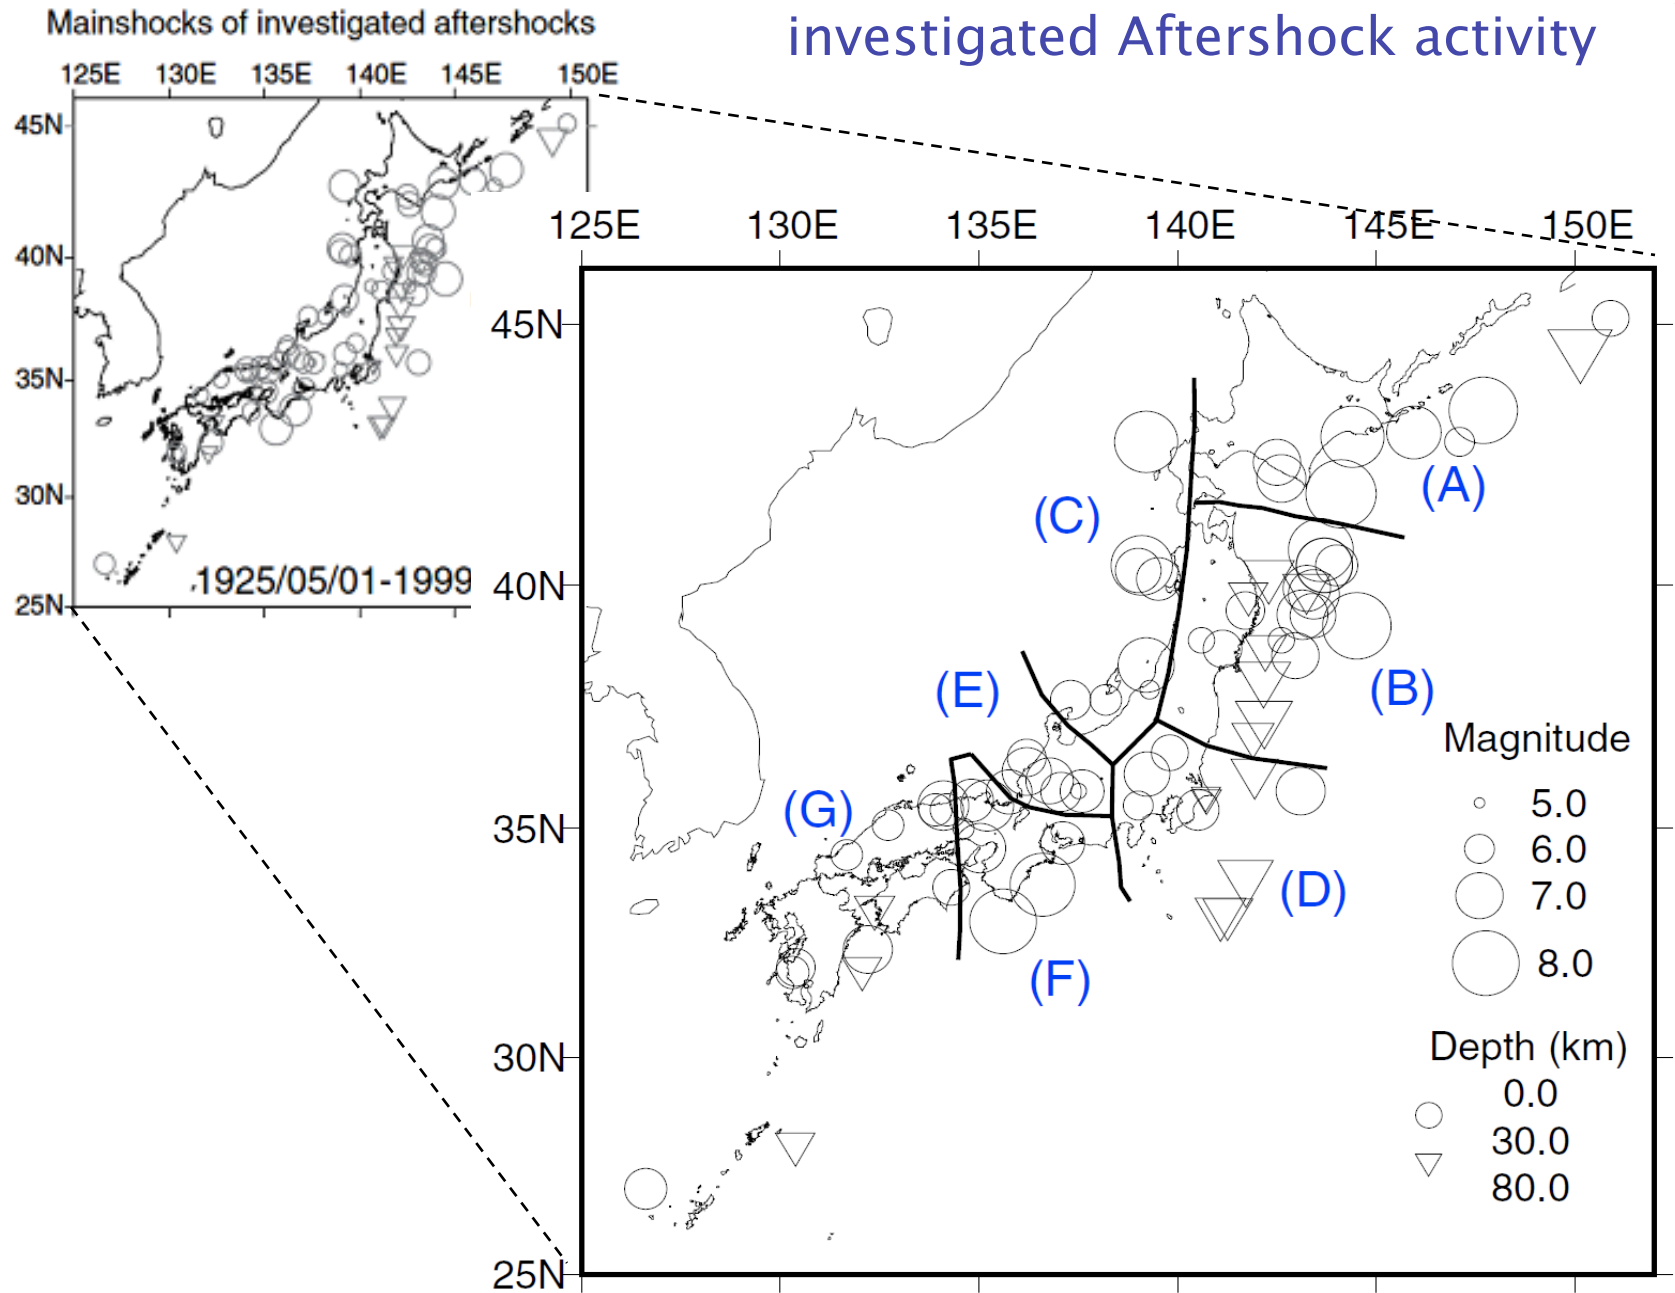 Mainshocks of investigated aftershocks
investigated Aftershock activity
125E 130E 135E 140E 145E 150E
45N
40N
35N
30N
25N
1925/05/01-1999
125E 130E 135E 140E 145E 150E
45N
40N
35N
30N
25N
(A)
(C)
(E)
(B)
(G)
(D)
(F)
Magnitude
5.0
6.0
7.0
8.0
Depth (km)
0.0
30.0
80.0